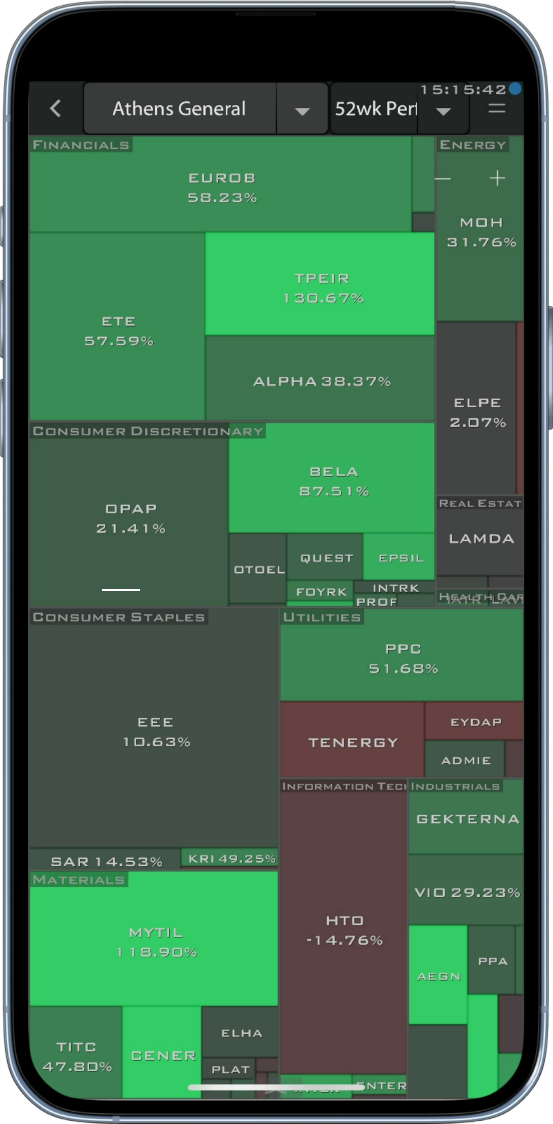 15:15:42
Athens General
52wk Perf
FINANCIALS
EUROB
58.23%
ETE
57.59%
TPEIR
130.67%
ALPHA 38.37%
ENERGY
− +
MOH
31.76%
ELPE
2.07%
CONSUMER DISCRETIONARY
OPAP
21.41%
BELA
87.51%
OTOEL
QUEST
EPSIL
FOYRK
INTRK
PROF
REAL ESTAT
LAMDA
HEALTH CAR
CONSUMER STAPLES
EEE
10.63%
SAR 14.53%
KRI 49.25%
UTILITIES
PPC
51.68%
TENERGY
EYDAP
ADMIE
MATERIALS
MYTIL
118.90%
TITC
47.80%
CENER
ELHA
PLAT
INFORMATION TECH
HTO
-14.76%
INDUSTRIALS
GEKTERNA
VIO 29.23%
AEGN
PPA